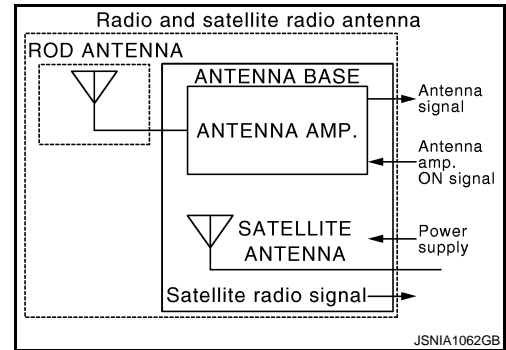 Radio and satellite radio antenna
ROD ANTENNA
ANTENNA BASE
ANTENNA AMP.
Antenna
signal
Antenna
amp.
ON signal
SATELLITE
ANTENNA
Power
supply
Satellite radio signal
JSNIA1062GB